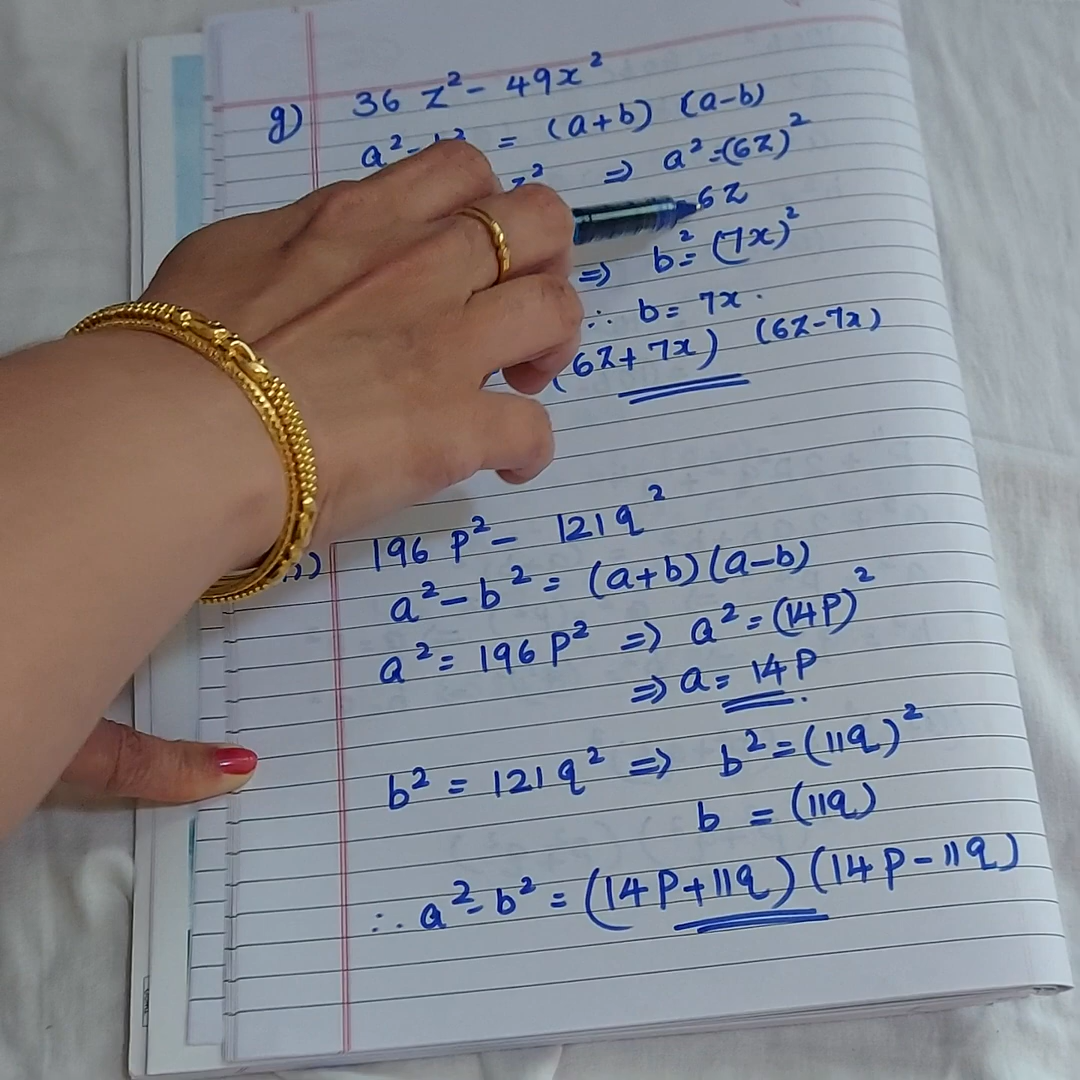 g) 36 z² - 49x²
a² - = (a+b) (a-b)
z² ⇒ a² = (6z)²
6z
⇒ b² = (7x)²
∴ b = 7x.
(6z + 7x) (6z - 7x)
) 196 p² - 121q²
a² - b² = (a+b)(a-b)
a² = 196 p² ⇒ a² = (14p)²
⇒ a = 14p.
b² = 121q² ⇒ b² = (11q)²
b = (11q)
∴ a² - b² = (14p+11q)(14p-11q)